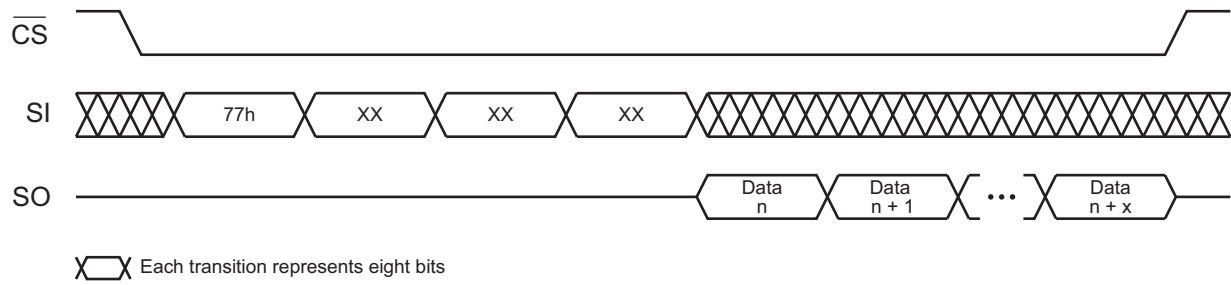 CS
SI
77h
XX
XX
XX
SO
Data
n
Data
n + 1
•••
Data
n + x
Each transition represents eight bits